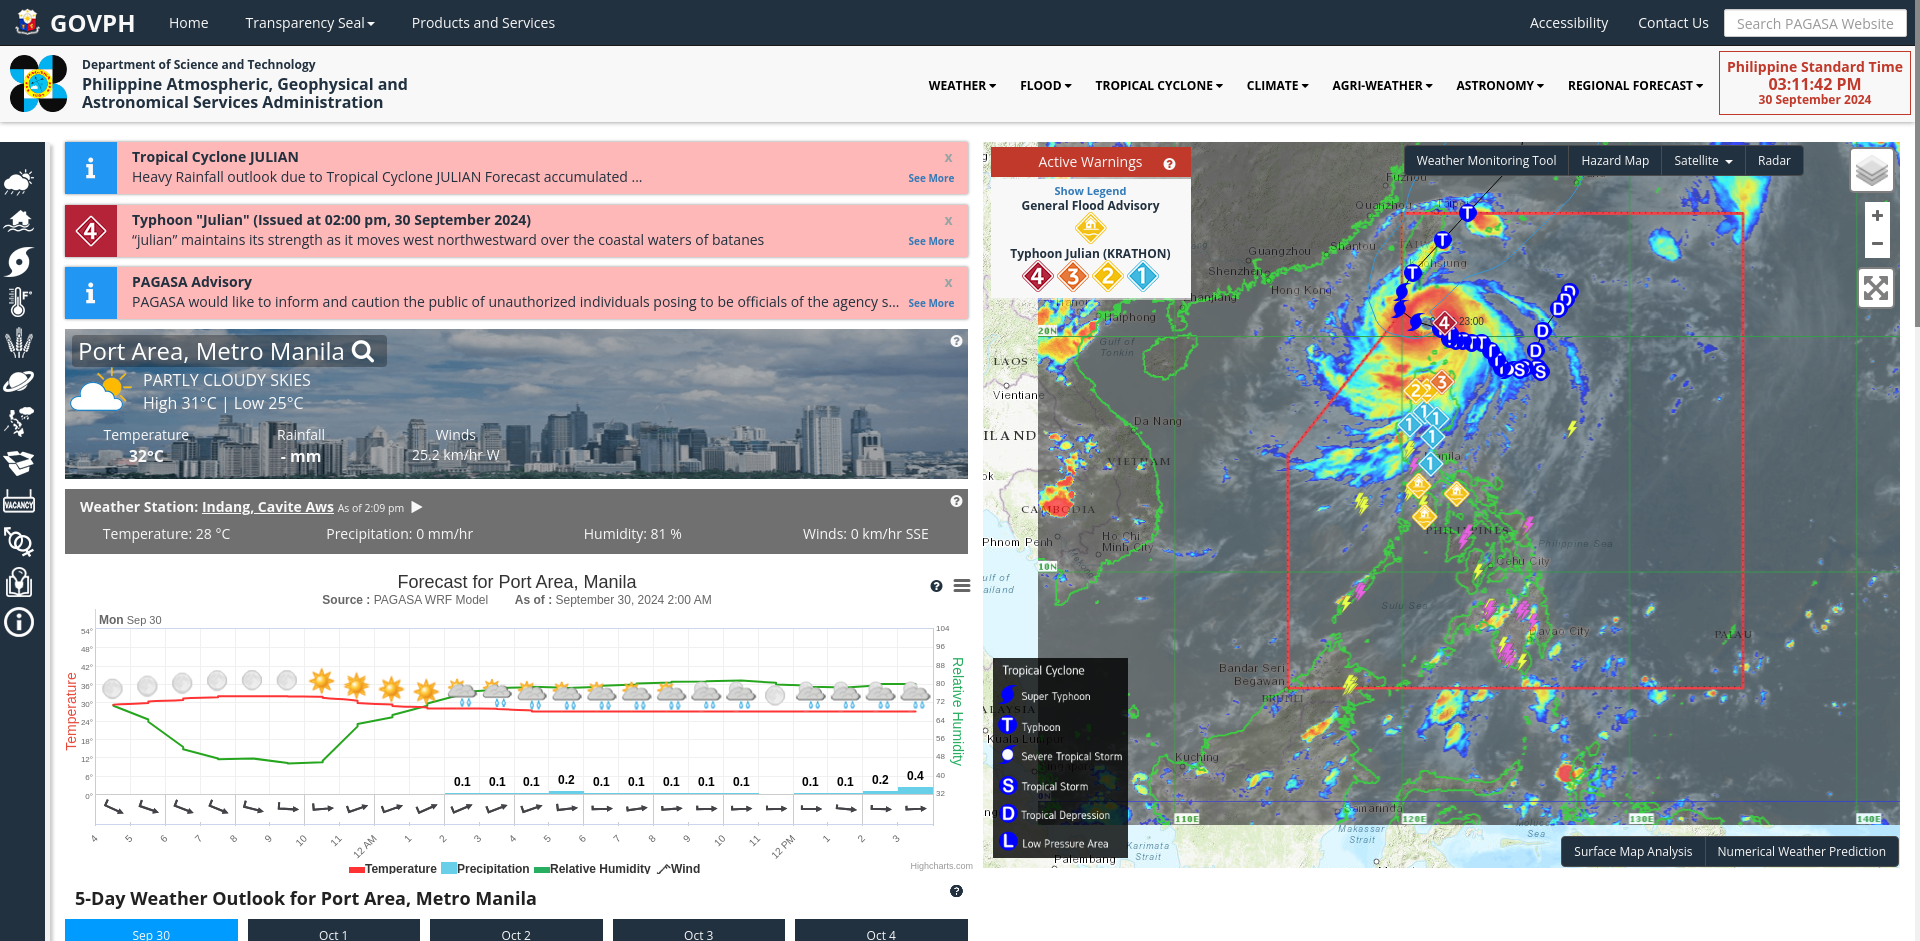 GOVPH
Home
Transparency Seal
Products and Services
Accessibility
Contact Us
Search PAGASA Website
Department of Science and Technology
Philippine Atmospheric, Geophysical and
Astronomical Services Administration
WEATHER
FLOOD
TROPICAL CYCLONE
CLIMATE
AGRI-WEATHER
ASTRONOMY
REGIONAL FORECAST
Philippine Standard Time
03:11:42 PM
30 September 2024
VACANCY
Tropical Cyclone JULIAN
x
Heavy Rainfall outlook due to Tropical Cyclone JULIAN Forecast accumulated ...
See More
4
Typhoon "Julian" (Issued at 02:00 pm, 30 September 2024)
x
“julian” maintains its strength as it moves west northwestward over the coastal waters of batanes
See More
PAGASA Advisory
x
PAGASA would like to inform and caution the public of unauthorized individuals posing to be officials of the agency s...
See More
Port Area, Metro Manila
PARTLY CLOUDY SKIES
High 31°C | Low 25°C
Temperature
Rainfall
Winds
32°C
- mm
25.2 km/hr W
Weather Station: Indang, Cavite Aws As of 2:09 pm
Temperature: 28 °C
Precipitation: 0 mm/hr
Humidity: 81 %
Winds: 0 km/hr SSE
Forecast for Port Area, Manila
Source : PAGASA WRF Model
As of : September 30, 2024 2:00 AM
Mon Sep 30
Temperature
54°
48°
42°
36°
30°
24°
18°
12°
6°
0°
104
96
88
80
72
64
56
48
40
32
Relative Humidity
0.1 0.1 0.1 0.2 0.1 0.1 0.1 0.1 0.1 0.1 0.1 0.2 0.4
4 5 6 7 8 9 10 11 12 AM 1 2 3 4 5 6 7 8 9 10 11 12 PM 1 2 3
Temperature Precipitation Relative Humidity Wind
Highcharts.com
5-Day Weather Outlook for Port Area, Metro Manila
Sep 30
Oct 1
Oct 2
Oct 3
Oct 4
Active Warnings
Show Legend
General Flood Advisory
Typhoon Julian (KRATHON)
4 3 2 1
Weather Monitoring Tool
Hazard Map
Satellite
Radar
+
−
Quanzhou
Guangzhou
Shantou
Shenzhen
Hong Kong
Zhanjiang
Haiphong
20N
Gulf of
Tonkin
LAOS
Vientiane
Da Nang
VIETNAM
CAMBODIA
Phnom Penh
Ho Chi
Minh City
10N
23:00
PHILIPPINES
Philippine Sea
Cebu City
Sulu Sea
Davao City
PALAU
Bandar Seri
Begawan
BRUNEI
Kuala Lumpur
Kuching
Samarinda
110E
120E
130E
140E
Makassar
Strait
Karimata
Strait
Palembang
Tropical Cyclone
Super Typhoon
T Typhoon
Severe Tropical Storm
S Tropical Storm
D Tropical Depression
L Low Pressure Area
Surface Map Analysis
Numerical Weather Prediction